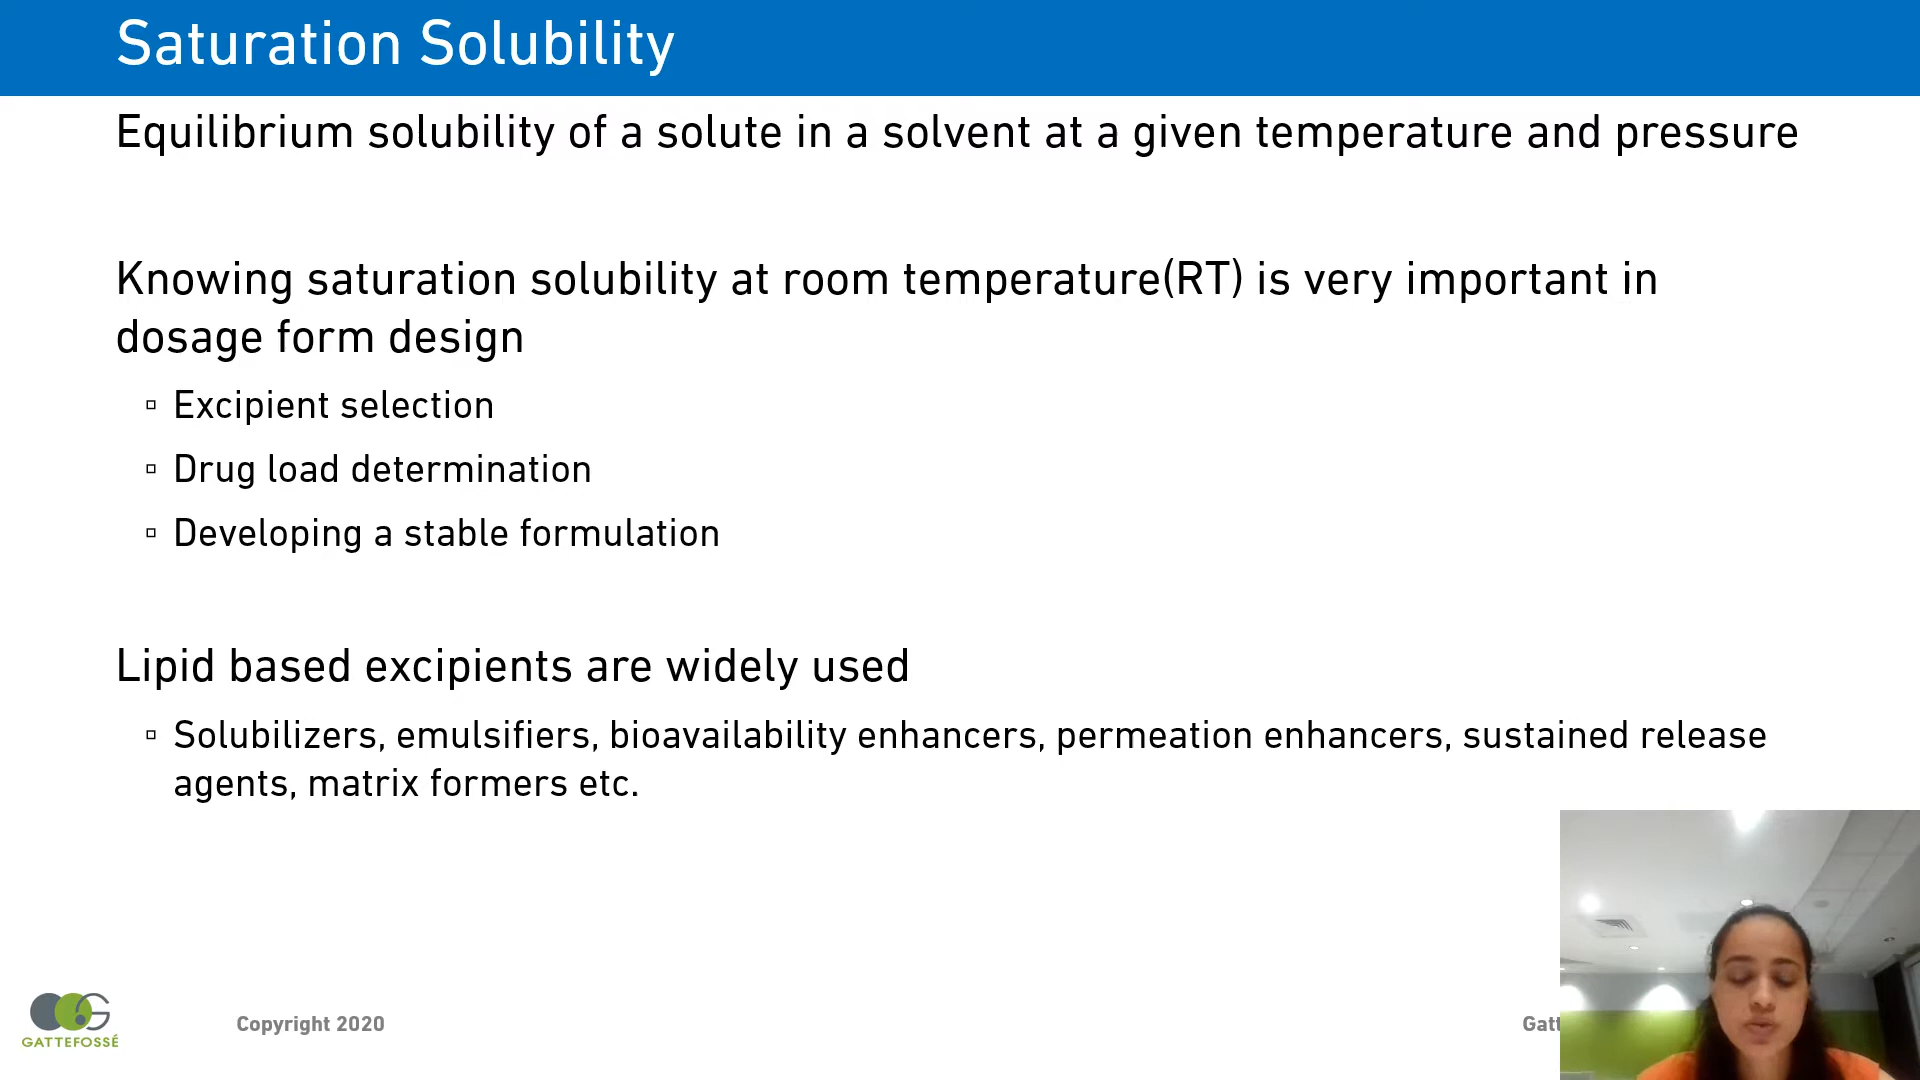 Saturation Solubility
Equilibrium solubility of a solute in a solvent at a given temperature and pressure
Knowing saturation solubility at room temperature(RT) is very important in
dosage form design
▫ Excipient selection
▫ Drug load determination
▫ Developing a stable formulation
Lipid based excipients are widely used
▫ Solubilizers, emulsifiers, bioavailability enhancers, permeation enhancers, sustained release
agents, matrix formers etc.
GATTEFOSSÉ
Copyright 2020